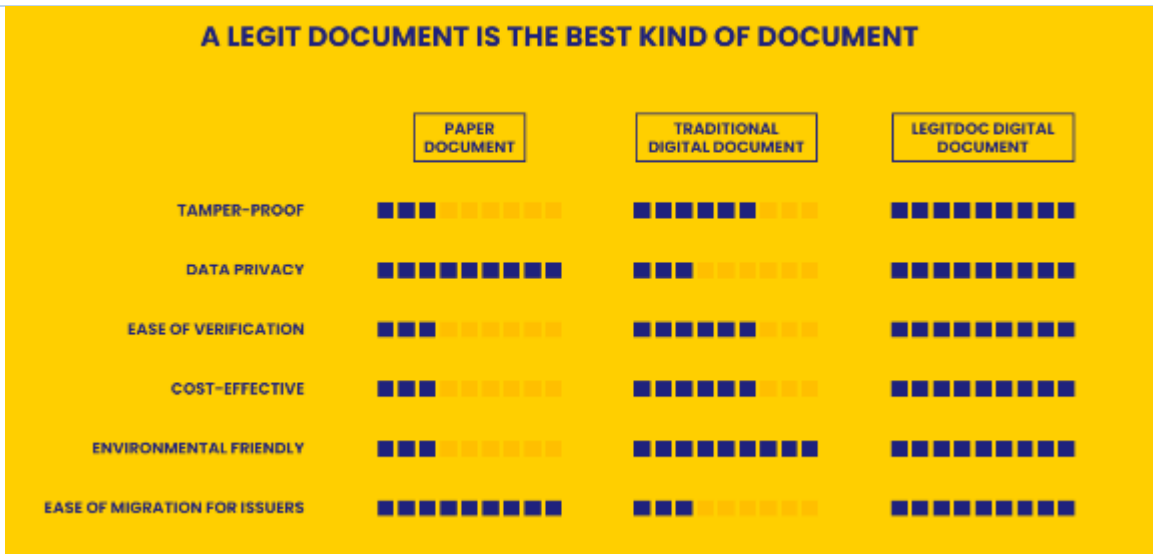 A LEGIT DOCUMENT IS THE BEST KIND OF DOCUMENT
PAPER
DOCUMENT
TRADITIONAL
DIGITAL DOCUMENT
LEGITDOC DIGITAL
DOCUMENT
TAMPER-PROOF
DATA PRIVACY
EASE OF VERIFICATION
COST-EFFECTIVE
ENVIRONMENTAL FRIENDLY
EASE OF MIGRATION FOR ISSUERS